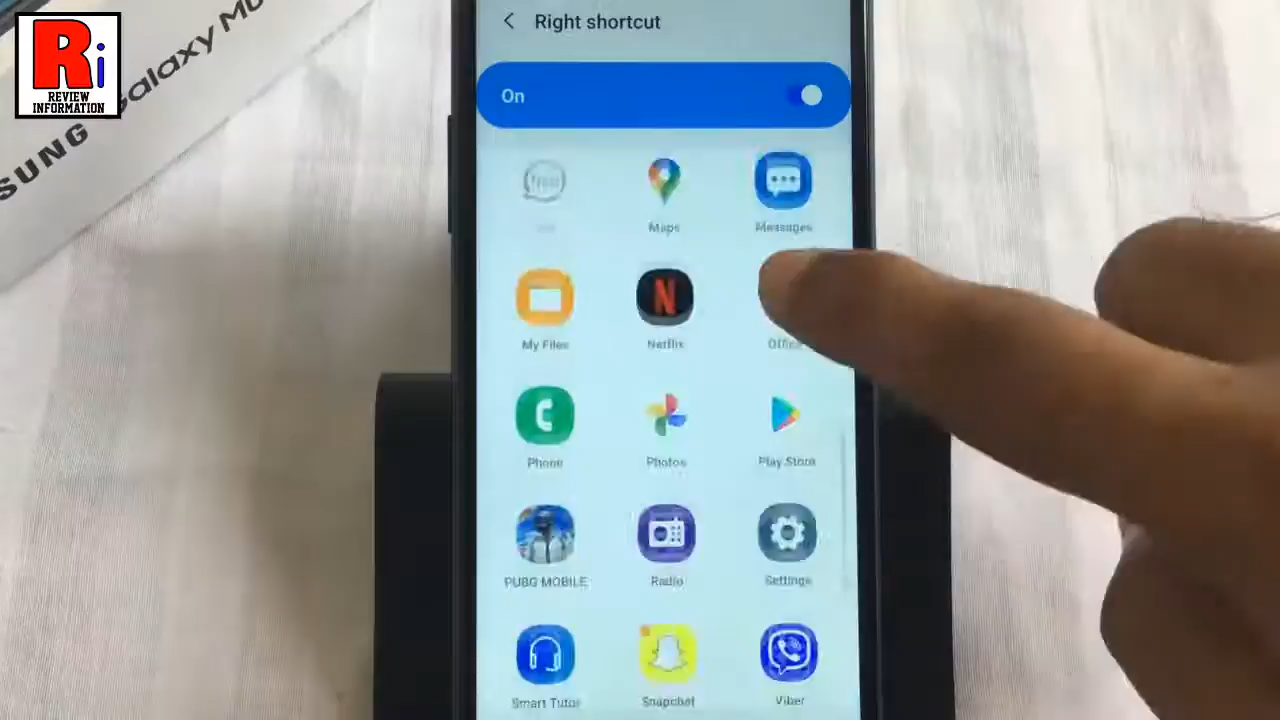 Ri
REVIEW
INFORMATION
SUNG Galaxy M
Right shortcut
On
Maps
Messages
My Files
Netflix
Office
Phone
Photos
Play Store
PUBG MOBILE
Radio
Settings
Smart Tutor
Snapchat
Viber